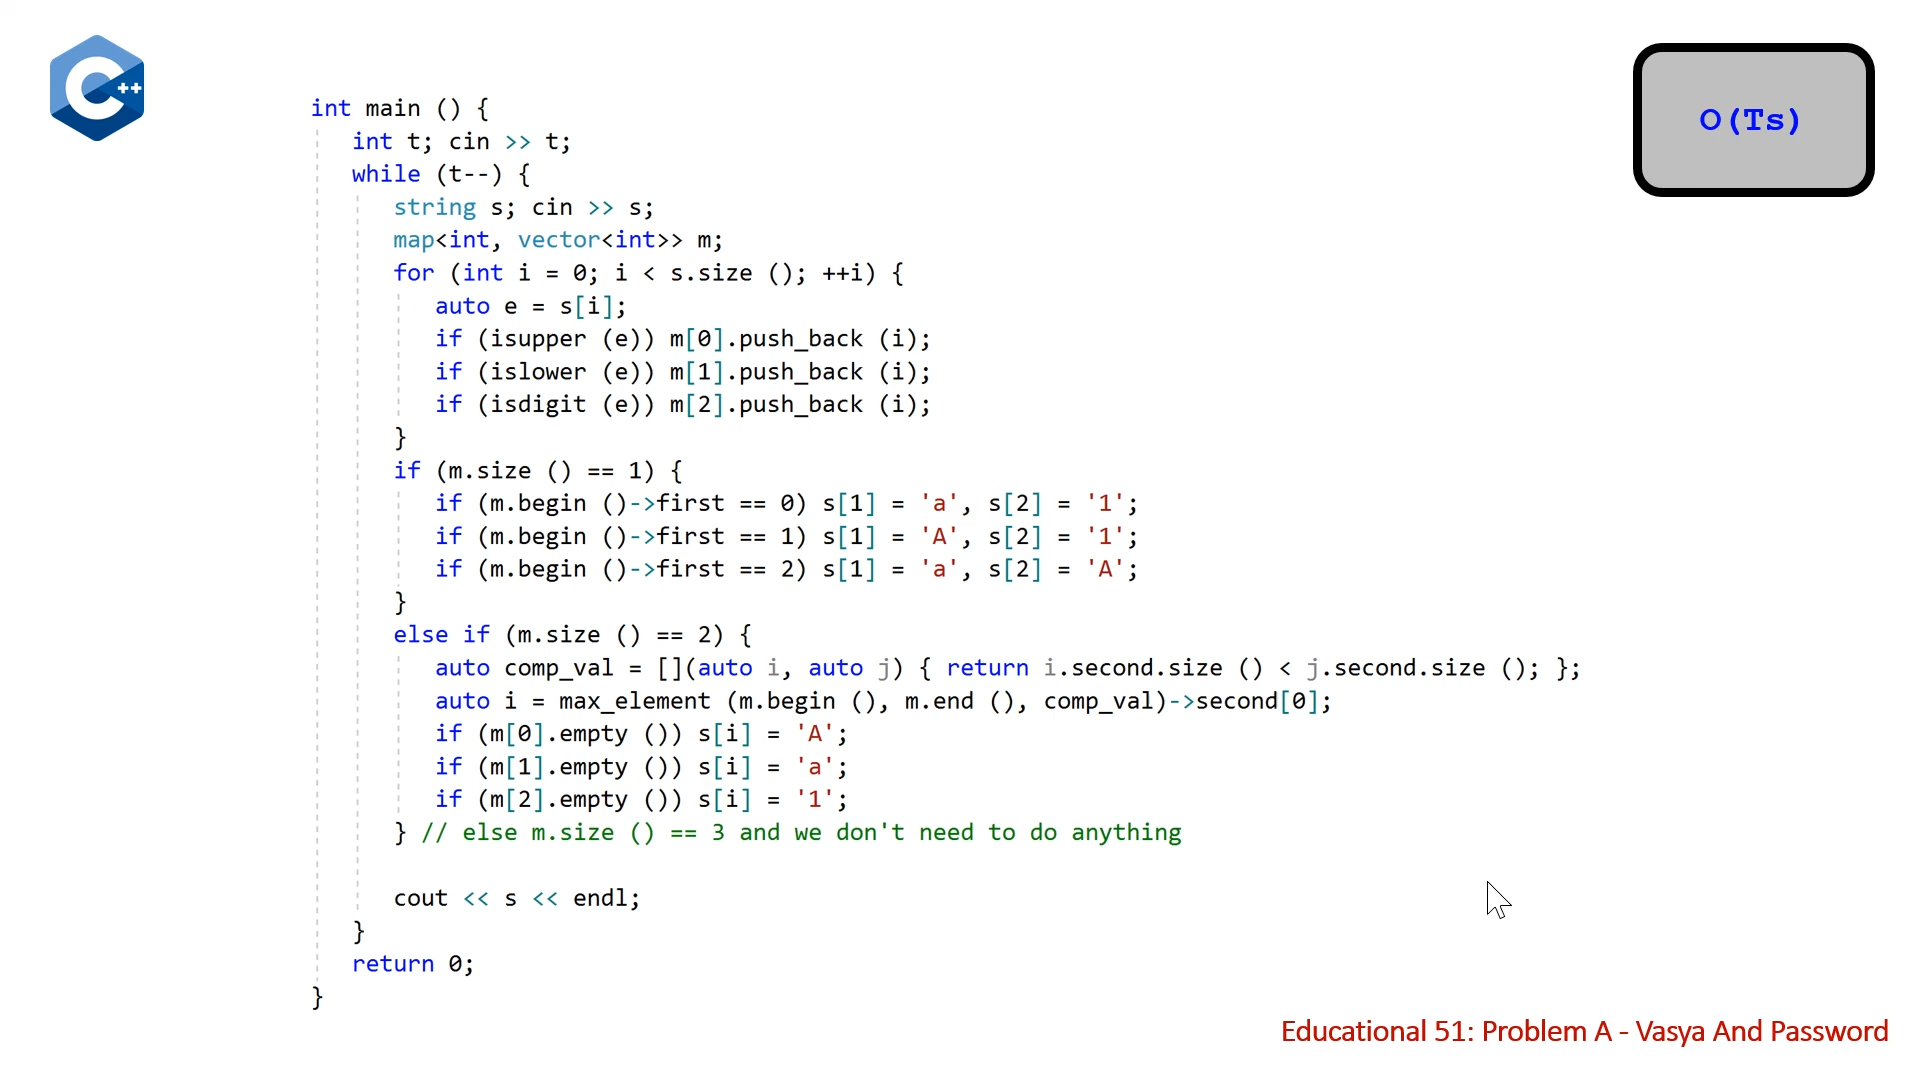 C++
O(Ts)
int main () {
int t; cin >> t;
while (t--) {
string s; cin >> s;
map<int, vector<int>> m;
for (int i = 0; i < s.size (); ++i) {
auto e = s[i];
if (isupper (e)) m[0].push_back (i);
if (islower (e)) m[1].push_back (i);
if (isdigit (e)) m[2].push_back (i);
}
if (m.size () == 1) {
if (m.begin ()->first == 0) s[1] = 'a', s[2] = '1';
if (m.begin ()->first == 1) s[1] = 'A', s[2] = '1';
if (m.begin ()->first == 2) s[1] = 'a', s[2] = 'A';
}
else if (m.size () == 2) {
auto comp_val = [](auto i, auto j) { return i.second.size () < j.second.size (); };
auto i = max_element (m.begin (), m.end (), comp_val)->second[0];
if (m[0].empty ()) s[i] = 'A';
if (m[1].empty ()) s[i] = 'a';
if (m[2].empty ()) s[i] = '1';
} // else m.size () == 3 and we don't need to do anything
cout << s << endl;
}
return 0;
}
Educational 51: Problem A - Vasya And Password